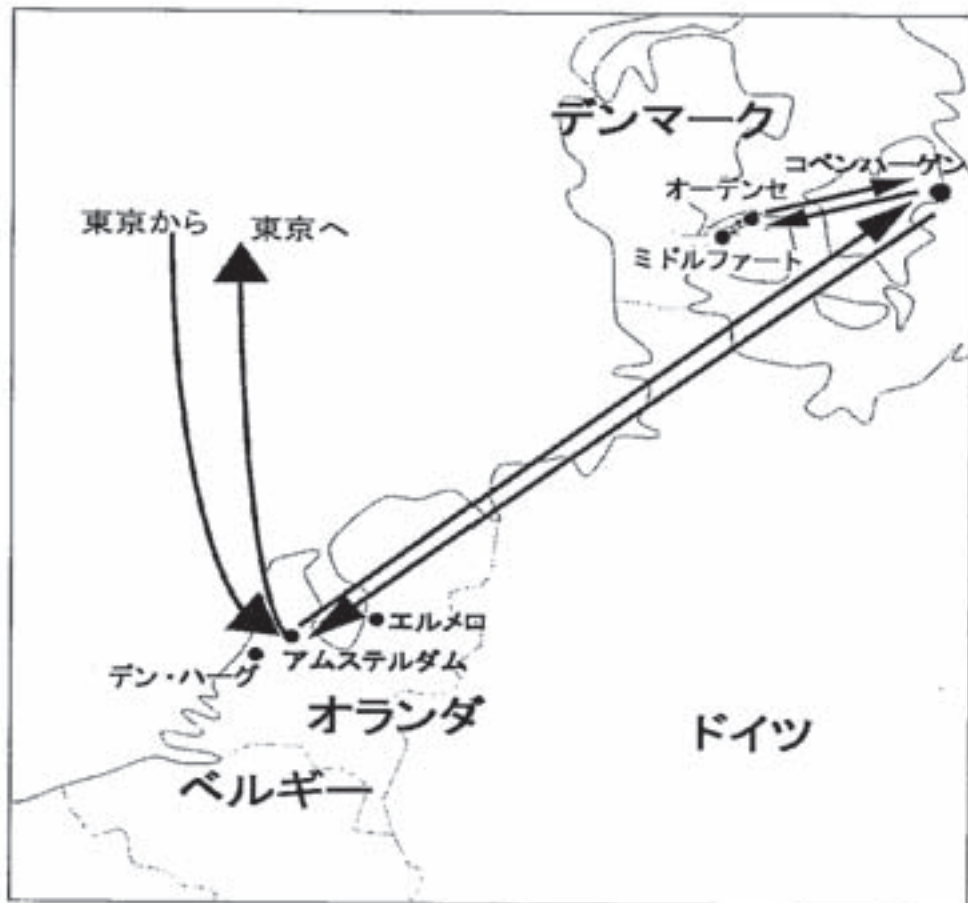 デンマーク
コペンハーゲン
オーデンセ
ミドルファート
東京から
東京へ
エルメロ
アムステルダム
デン・ハーグ
オランダ
ドイツ
ベルギー